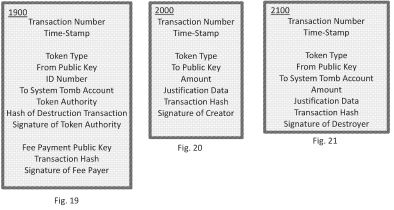 1900
Transaction Number
Time-Stamp
Token Type
From Public Key
ID Number
To System Tomb Account
Token Authority
Hash of Destruction Transaction
Signature of Token Authority
Fee Payment Public Key
Transaction Hash
Signature of Fee Payer
Fig. 19
2000
Transaction Number
Time-Stamp
Token Type
To Public Key
Amount
Justification Data
Transaction Hash
Signature of Creator
Fig. 20
2100
Transaction Number
Time-Stamp
Token Type
From Public Key
To System Tomb Account
Amount
Justification Data
Transaction Hash
Signature of Destroyer
Fig. 21